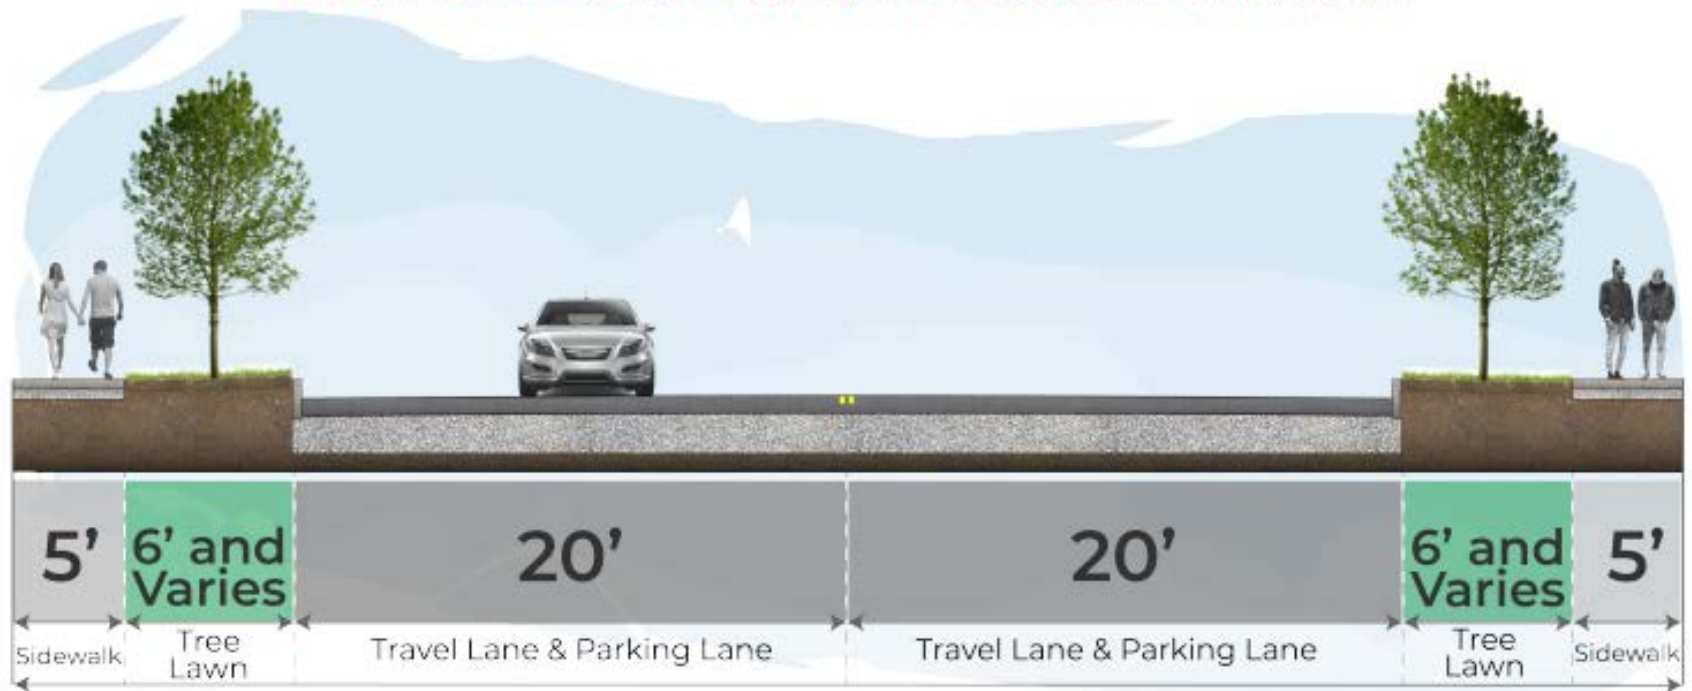 5’
6’ and
Varies
20’
20’
6’ and
Varies
5’
Sidewalk
Tree
Lawn
Travel Lane & Parking Lane
Travel Lane & Parking Lane
Tree
Lawn
Sidewalk